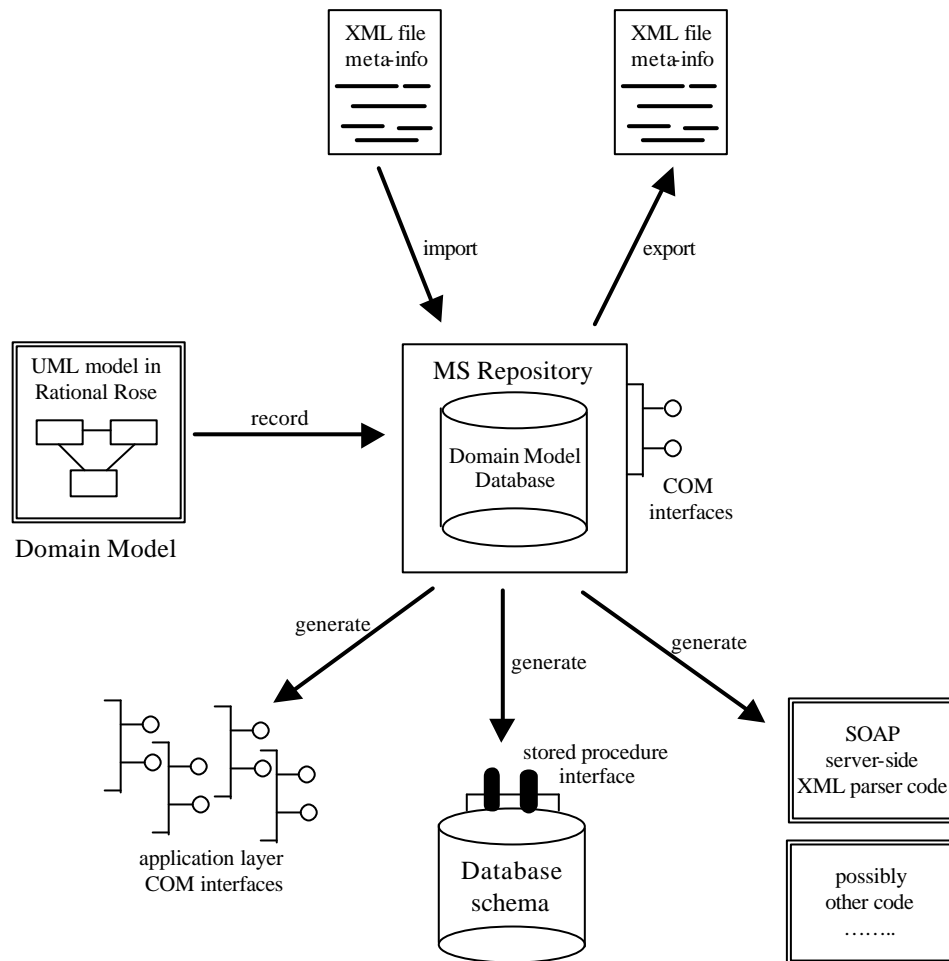 XML file
meta-info
XML file
meta-info
import
export
UML model in
Rational Rose
record
MS Repository
Domain Model
Database
COM
interfaces
Domain Model
generate
generate
generate
stored procedure
interface
SOAP
server-side
XML parser code
application layer
COM interfaces
Database
schema
possibly
other code
……..